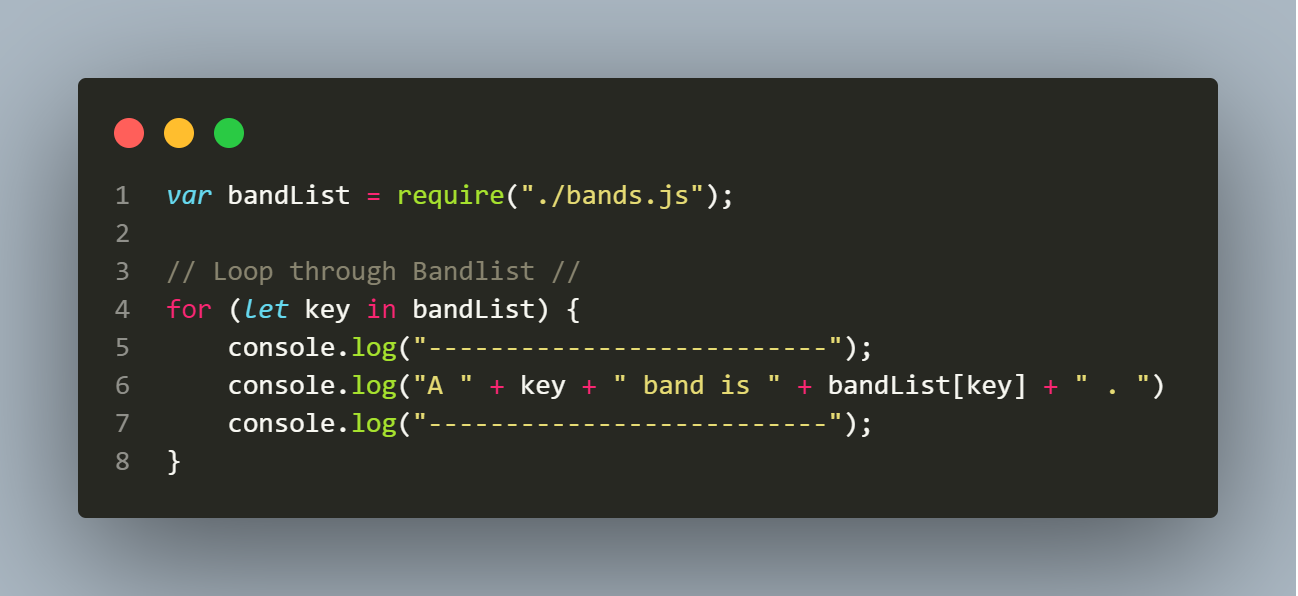 1 var bandList = require("./bands.js");
2
3 // Loop through Bandlist //
4 for (let key in bandList) {
5     console.log("--------------------------");
6     console.log("A " + key + " band is " + bandList[key] + " . ")
7     console.log("--------------------------");
8 }